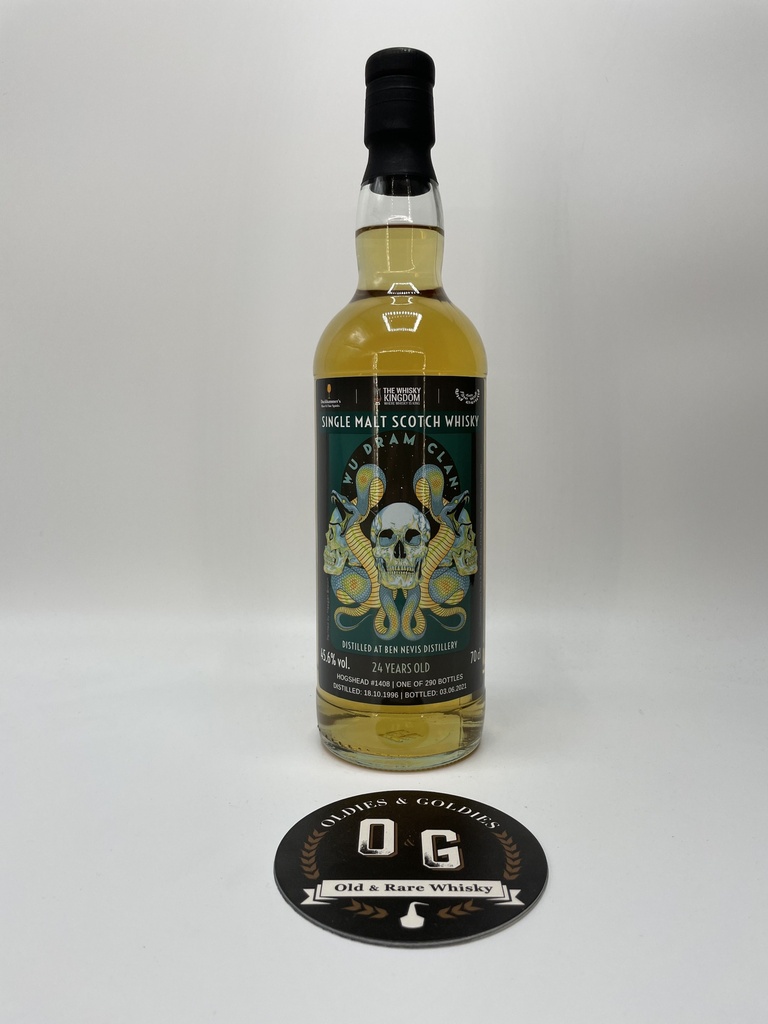 THE WHISKY
KINGDOM
SINGLE MALT SCOTCH WHISKY
WU DRAM CLAN
DISTILLED AT BEN NEVIS DISTILLERY
45.6% vol.
24 YEARS OLD
70cl
HOGSHEAD #1408 | ONE OF 290 BOTTLES
DISTILLED: 18.10.1996 | BOTTLED: 03.06.2021
OLDIES & GOLDIES
O & G
Old & Rare Whisky